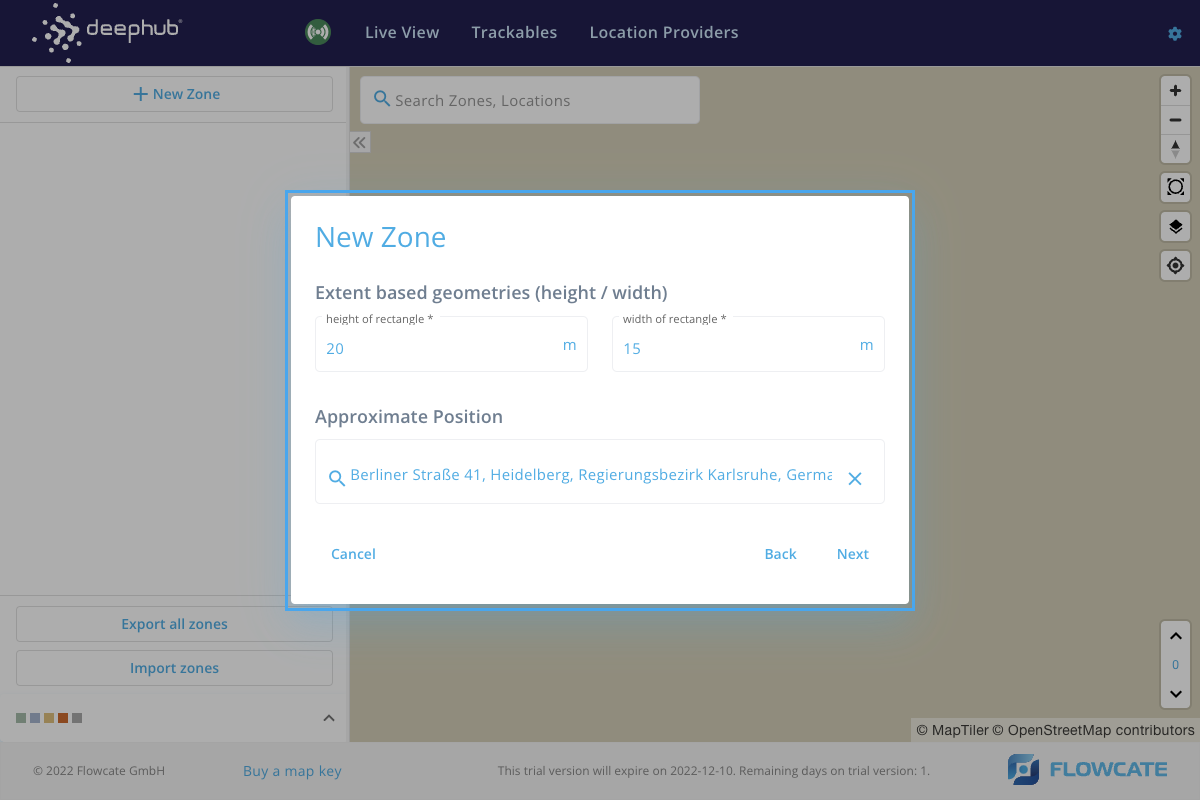 deephub
Live View
Trackables
Location Providers
New Zone
Search Zones, Locations
New Zone
Extent based geometries (height / width)
height of rectangle *
width of rectangle *
20
m
15
m
Approximate Position
Berliner Straße 41, Heidelberg, Regierungsbezirk Karlsruhe, Germa
Cancel
Back
Next
Export all zones
Import zones
0
© MapTiler © OpenStreetMap contributors
© 2022 Flowcate GmbH
Buy a map key
This trial version will expire on 2022-12-10. Remaining days on trial version: 1.
FLOWCATE